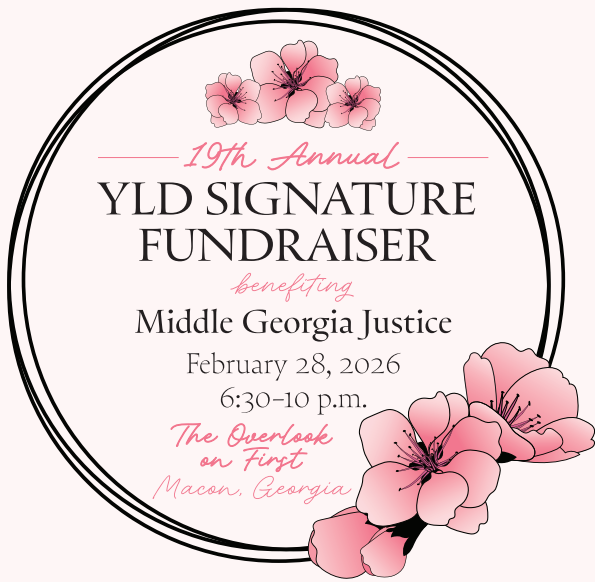 19th Annual
YLD SIGNATURE
FUNDRAISER
benefiting
Middle Georgia Justice
February 28, 2026
6:30–10 p.m.
The Overlook
on First
Macon, Georgia